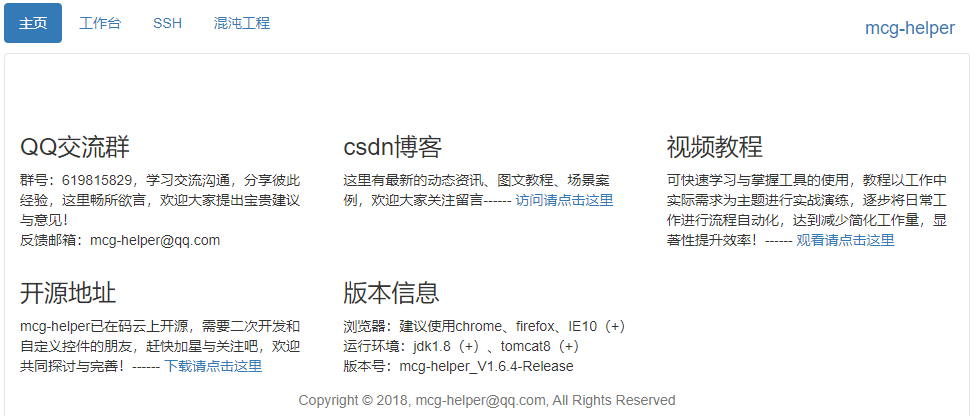 主页 工作台 SSH 混沌工程 mcg-helper
QQ交流群
群号：619815829，学习交流沟通，分享彼此
经验，这里畅所欲言，欢迎大家提出宝贵建议
与意见！
反馈邮箱：mcg-helper@qq.com
csdn博客
这里有最新的动态资讯、图文教程、场景案
例，欢迎大家关注留言------ 访问请点击这里
视频教程
可快速学习与掌握工具的使用，教程以工作中
实际需求为主题进行实战演练，逐步将日常工
作进行流程自动化，达到减少简化工作量，显
著性提升效率！------ 观看请点击这里
开源地址
mcg-helper已在码云上开源，需要二次开发和
自定义控件的朋友，赶快加星与关注吧，欢迎
共同探讨与完善！------ 下载请点击这里
版本信息
浏览器：建议使用chrome、firefox、IE10（+）
运行环境：jdk1.8（+）、tomcat8（+）
版本号：mcg-helper_V1.6.4-Release
Copyright © 2018, mcg-helper@qq.com, All Rights Reserved